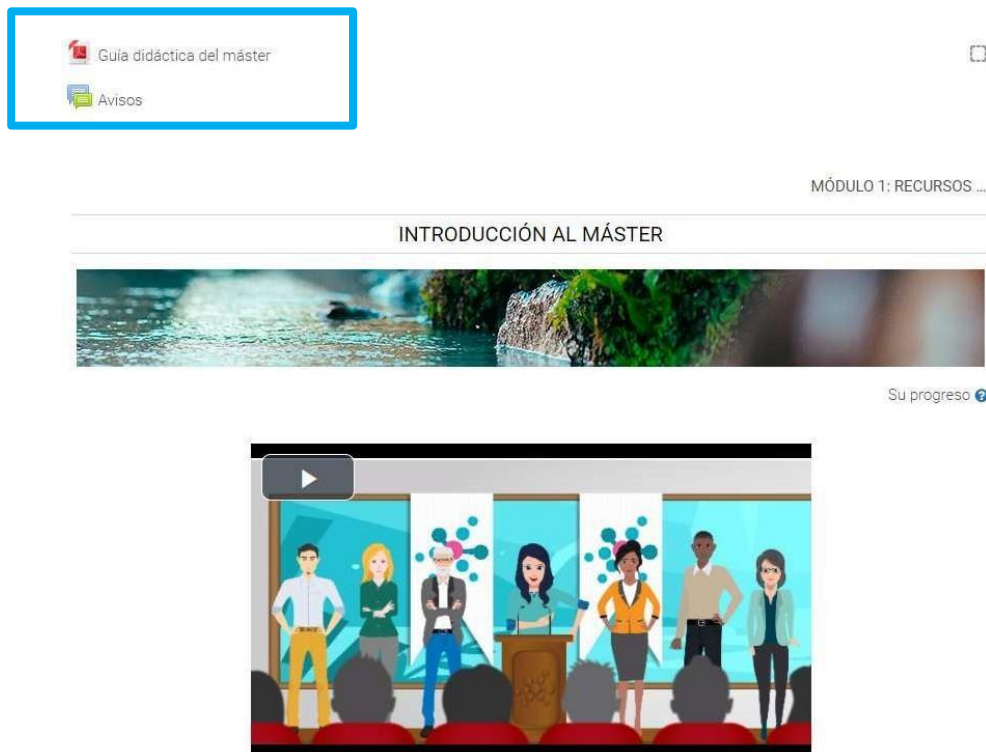 Guía didáctica del máster
Avisos
MÓDULO 1: RECURSOS ...
INTRODUCCIÓN AL MÁSTER
Su progreso